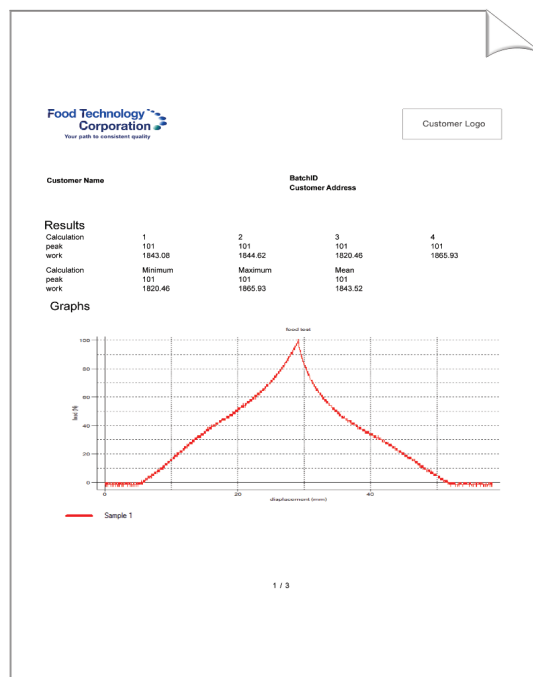 Food Technology
Corporation
Your path to consistent quality
Customer Logo
Customer Name
BatchID
Customer Address
Results
Calculation 1 2 3 4
peak 101 101 101 101
work 1843.08 1844.62 1820.46 1865.93
Calculation Minimum Maximum Mean
peak 101 101 101
work 1820.46 1865.93 1843.52
Graphs
food test
100
80
60
40
20
0
0 20 40
displacement (mm)
Sample 1
1 / 3